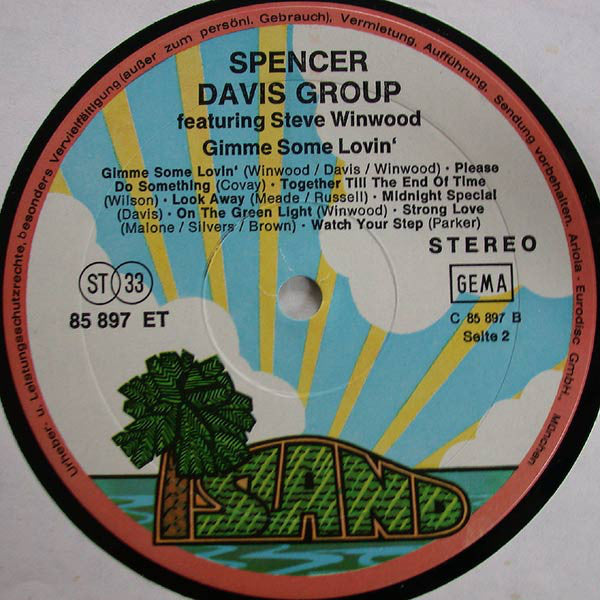 SPENCER
DAVIS GROUP
featuring Steve Winwood
Gimme Some Lovin'
Gimme Some Lovin' (Winwood / Davis / Winwood) · Please
Do Something (Covay) · Together Till The End Of Time
(Wilson) · Look Away (Meade / Russell) · Midnight Special
(Davis) · On The Green Light (Winwood) · Strong Love
(Malone / Silvers / Brown) · Watch Your Step (Parker)
STEREO
ST 33
GEMA
85 897 ET
C 85 897 B
Seite 2
ISLAND
Urheber- u. Leistungsschutzrechte, besonders Vervielfältigung (außer zum persönl. Gebrauch), Vermietung, Aufführung, Sendung vorbehalten. Ariola - Eurodisc GmbH., München